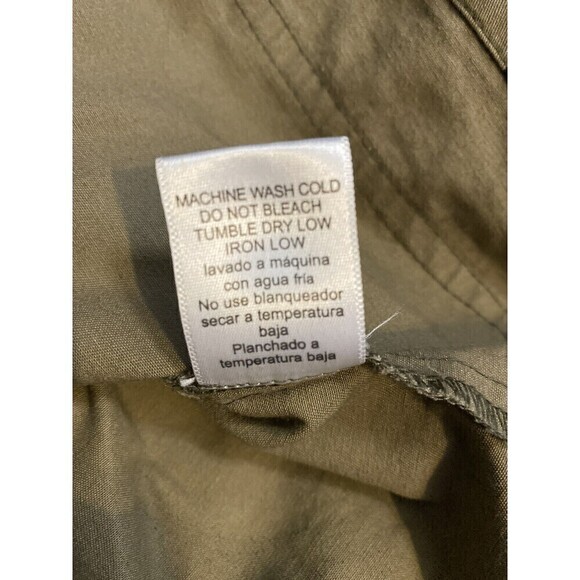 MACHINE WASH COLD
DO NOT BLEACH
TUMBLE DRY LOW
IRON LOW
lavado a máquina
con agua fría
No use blanqueador
secar a temperatura
baja
Planchado a
temperatura baja